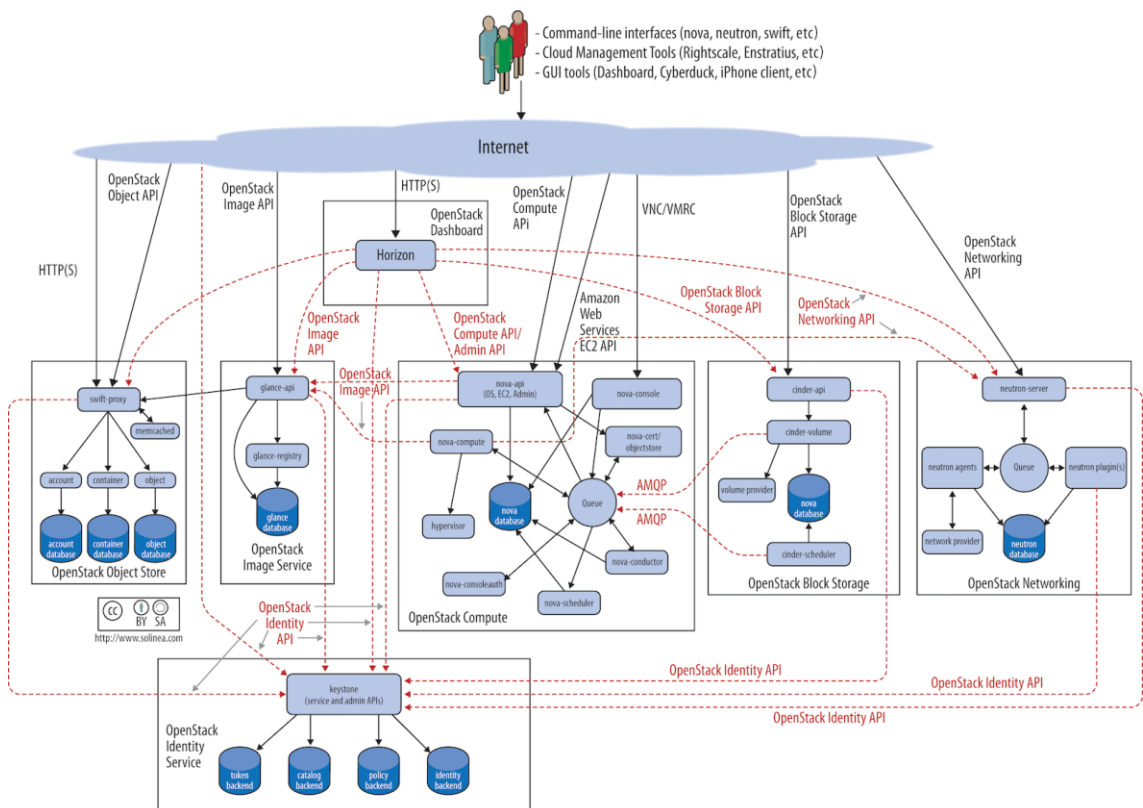 - Command-line interfaces (nova, neutron, swift, etc)
- Cloud Management Tools (Rightscale, Enstratius, etc)
- GUI tools (Dashboard, Cyberduck, iPhone client, etc)
Internet
OpenStack
Object API
OpenStack
Image API
HTTP(S)
OpenStack
Compute
APi
VNC/VMRC
OpenStack
Block Storage
API
OpenStack
Networking
API
HTTP(S)
OpenStack
Dashboard
Horizon
OpenStack
Image
API
OpenStack
Compute API/
Admin API
Amazon
Web
Services
EC2 API
OpenStack Block
Storage API
OpenStack
Networking API
OpenStack
Image API
swift-proxy
memcached
account
container
object
account
database
container
database
object
database
OpenStack Object Store
glance-api
glance-registry
glance
database
OpenStack
Image Service
nova-api
(OS, EC2, Admin)
nova-console
nova-compute
nova-cert/
objectstore
hypervisor
nova
database
Queue
nova-conductor
nova-consoleauth
nova-scheduler
OpenStack Compute
AMQP
AMQP
cinder-api
cinder-volume
volume provider
nova
database
cinder-scheduler
OpenStack Block Storage
neutron-server
neutron agents
Queue
neutron plugin(s)
network provider
neutron
database
OpenStack Networking
cc
BY SA
http://www.solinea.com
OpenStack
Identity
API
OpenStack Identity API
OpenStack Identity API
OpenStack Identity API
keystone
(service and admin APIs)
OpenStack
Identity
Service
token
backend
catalog
backend
policy
backend
identity
backend